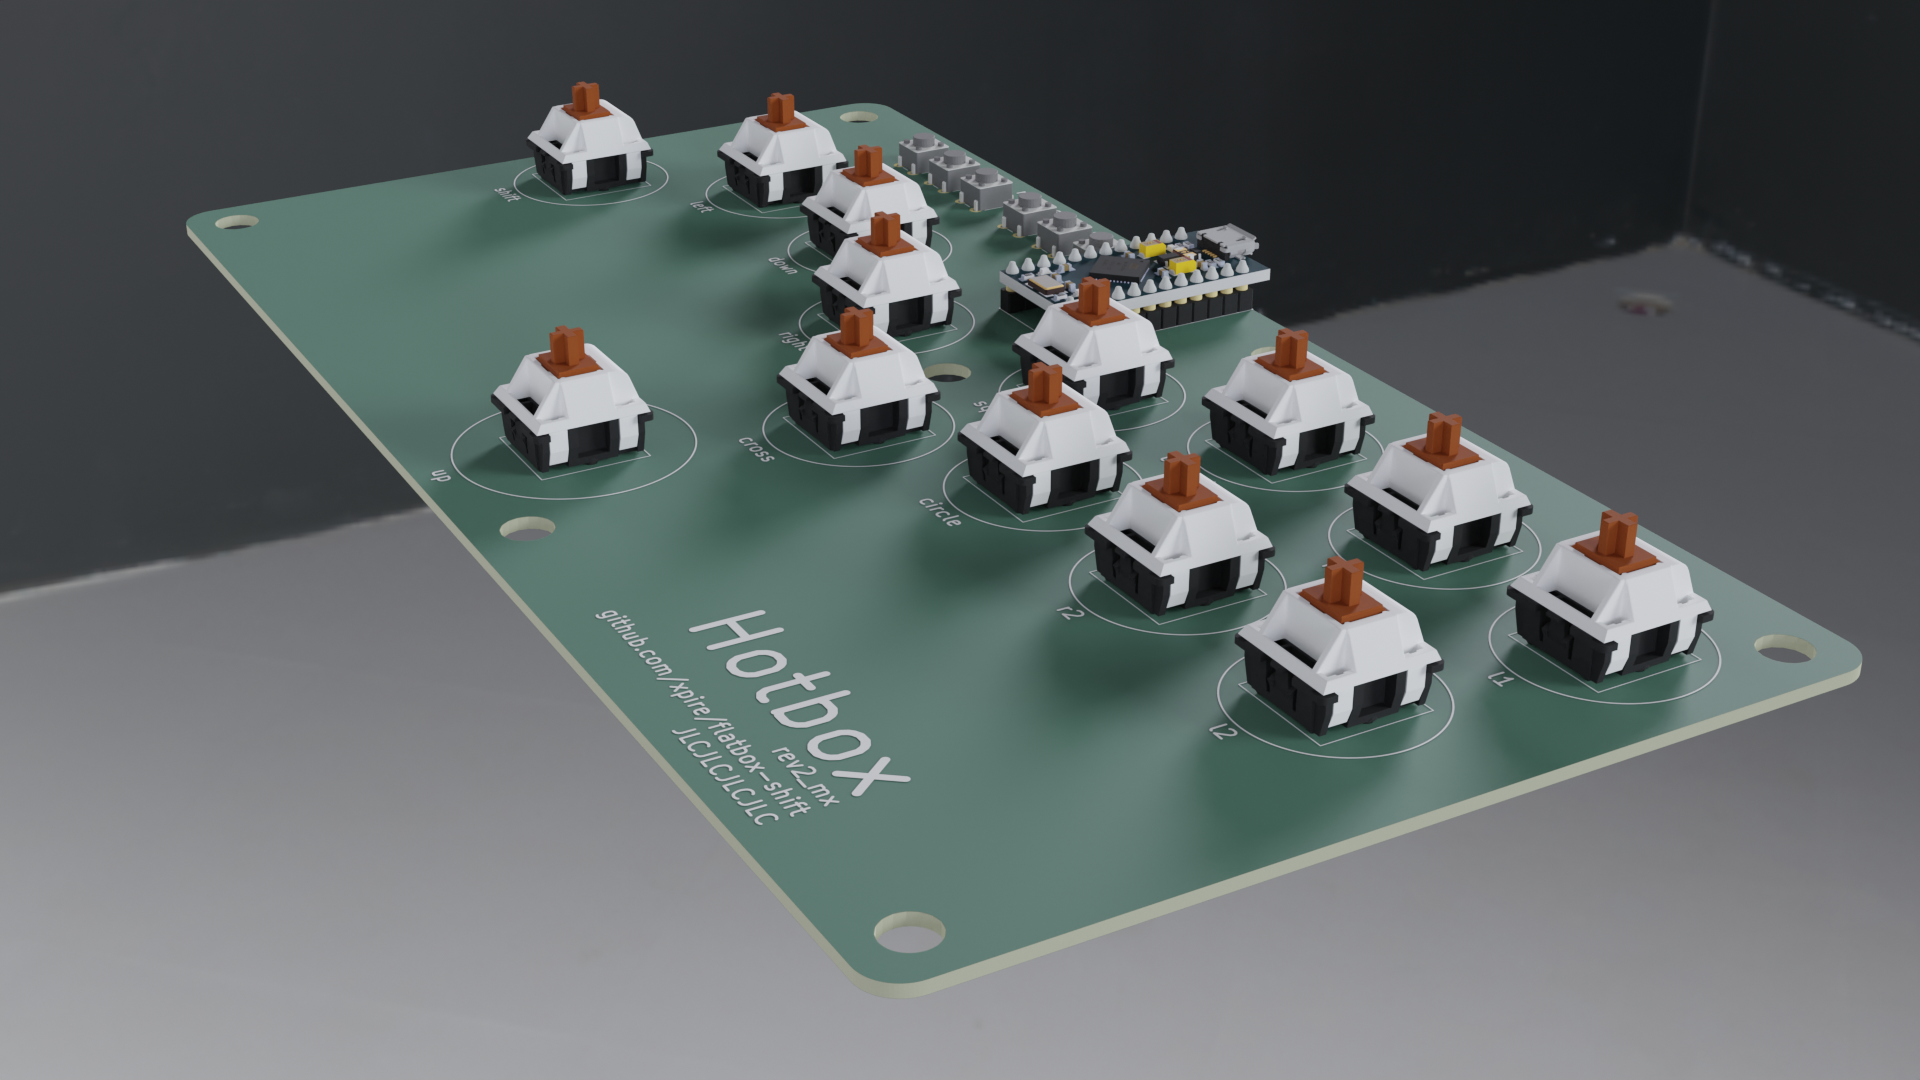 shift
left
down
right
up
cross
circle
r2
l2
l1
Hotbox
rev2_mx
github.com/xpire/flatbox-shift
JLCJLCJLCJLC